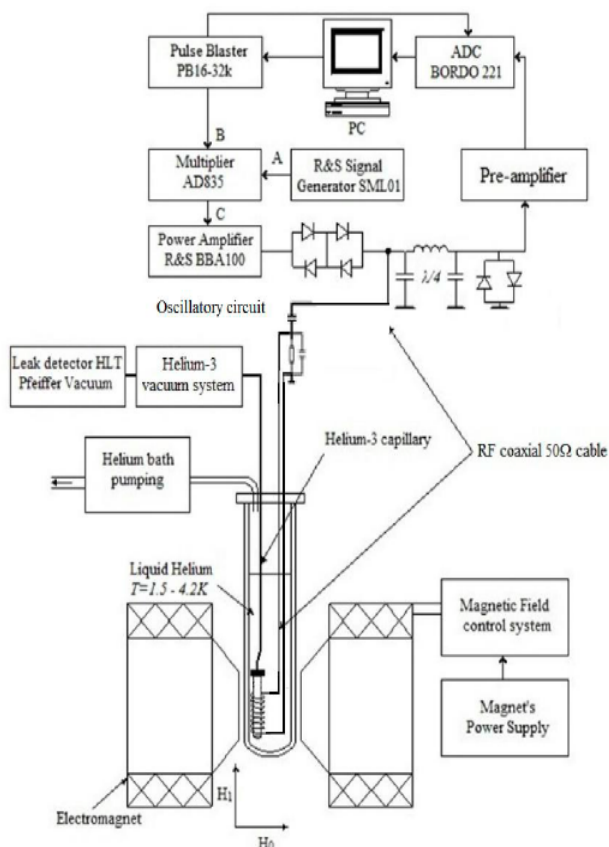 Pulse Blaster
PB16-32k
PC
ADC
BORDO 221
B
A
Multiplier
AD835
R&S Signal
Generator SML01
Pre-amplifier
C
Power Amplifier
R&S BBA100
λ/4
Oscillatory circuit
Leak detector HLT
Pfeiffer Vacuum
Helium-3
vacuum system
Helium-3 capillary
RF coaxial 50Ω cable
Helium bath
pumping
Liquid Helium
T=1.5 - 4.2K
Magnetic Field
control system
Magnet's
Power Supply
Electromagnet
H₁
H₀